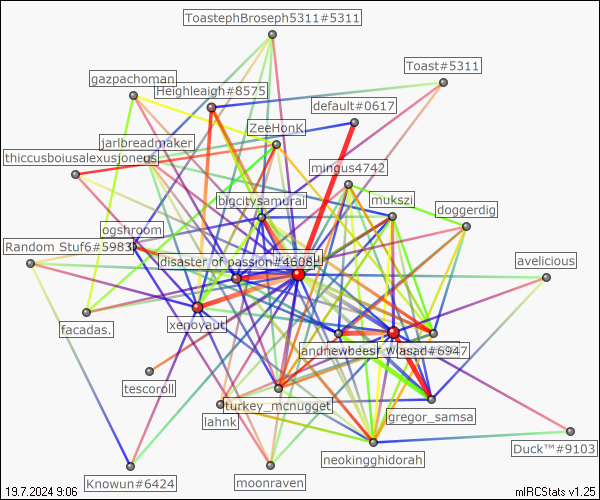 ToastephBroseph5311#5311
Toast#5311
gazpachoman
Heighleaigh#8575
default#0617
ZeeHonK
jarlbreadmaker
thiccusboiusalexusjoneus
mingus4742
bigcitysamurai
mukszi
doggerdig
ogshroom
Random Stuf6#5983
disaster of passion#4608
avelicious
xenoyaut
facadas.
andrewbees
#6947
tescoroll
turkey_mcnugget
gregor_samsa
lahnk
neokingghidorah
Duck™#9103
Knowun#6424
moonraven
19.7.2024 9:06
mIRCStats v1.25